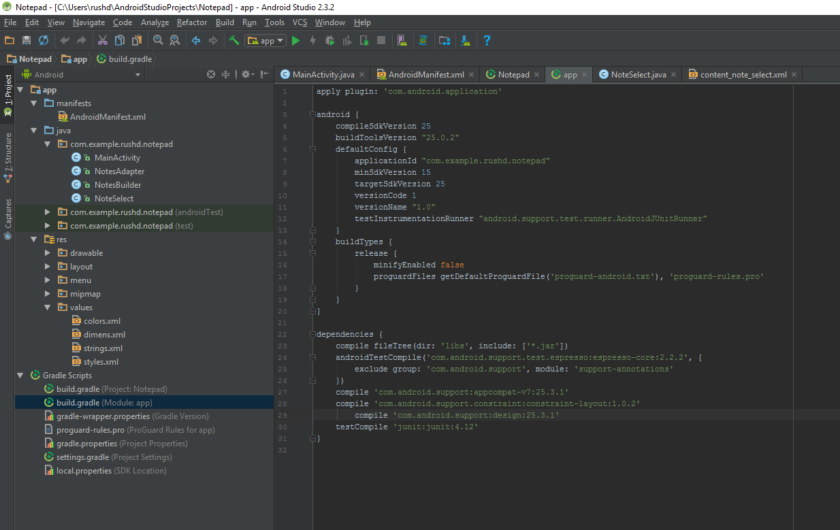 Notepad - [C:\Users\rushd\AndroidStudioProjects\Notepad] - app - Android Studio 2.3.2
File Edit View Navigate Code Analyze Refactor Build Run Tools VCS Window Help
app
Notepad app build.gradle
1: Project
7: Structure
Captures
Android
app
manifests
AndroidManifest.xml
java
com.example.rushd.notepad
MainActivity
NotesAdapter
NotesBuilder
NoteSelect
com.example.rushd.notepad (androidTest)
com.example.rushd.notepad (test)
res
drawable
layout
menu
mipmap
values
colors.xml
dimens.xml
strings.xml
styles.xml
Gradle Scripts
build.gradle (Project: Notepad)
build.gradle (Module: app)
gradle-wrapper.properties (Gradle Version)
proguard-rules.pro (ProGuard Rules for app)
gradle.properties (Project Properties)
settings.gradle (Project Settings)
local.properties (SDK Location)
MainActivity.java AndroidManifest.xml Notepad app NoteSelect.java content_note_select.xml
1 apply plugin: 'com.android.application'
2
3 android {
4 compileSdkVersion 25
5 buildToolsVersion "25.0.2"
6 defaultConfig {
7 applicationId "com.example.rushd.notepad"
8 minSdkVersion 15
9 targetSdkVersion 25
10 versionCode 1
11 versionName "1.0"
12 testInstrumentationRunner "android.support.test.runner.AndroidJUnitRunner"
13 }
14 buildTypes {
15 release {
16 minifyEnabled false
17 proguardFiles getDefaultProguardFile('proguard-android.txt'), 'proguard-rules.pro'
18 }
19 }
20 }
21
22 dependencies {
23 compile fileTree(dir: 'libs', include: ['*.jar'])
24 androidTestCompile('com.android.support.test.espresso:espresso-core:2.2.2', {
25 exclude group: 'com.android.support', module: 'support-annotations'
26 })
27 compile 'com.android.support:appcompat-v7:25.3.1'
28 compile 'com.android.support.constraint:constraint-layout:1.0.2'
29 compile 'com.android.support:design:25.3.1'
30 testCompile 'junit:junit:4.12'
31 }
32